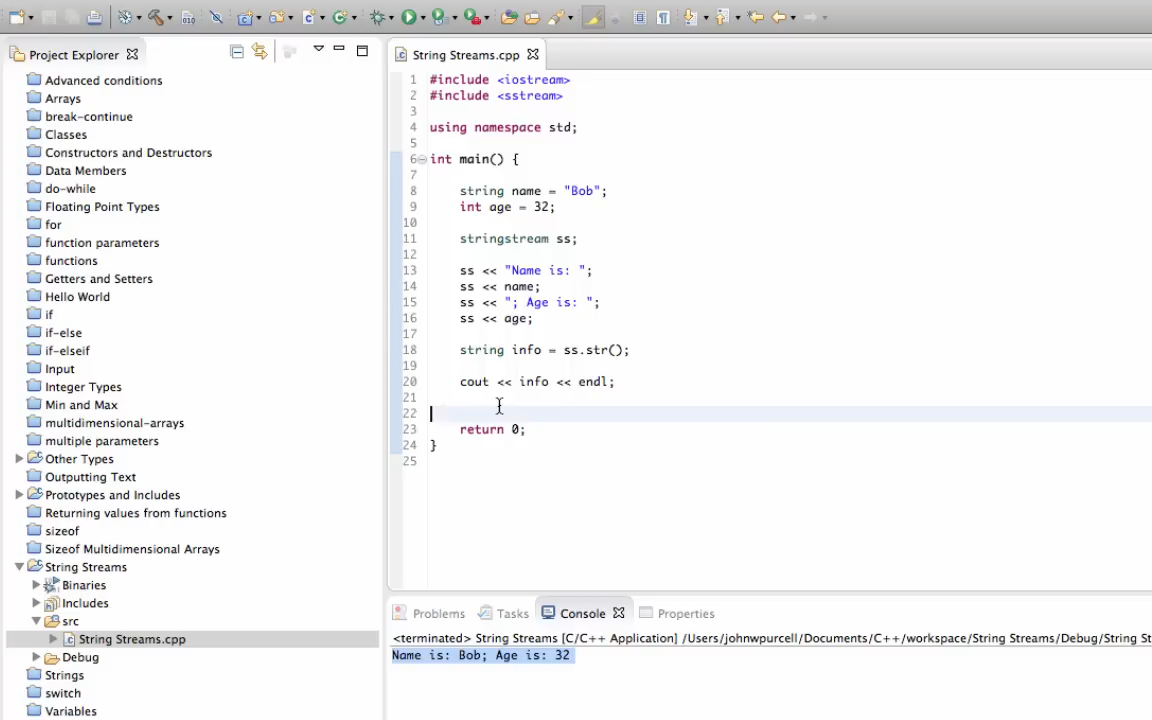 Project Explorer
Advanced conditions
Arrays
break-continue
Classes
Constructors and Destructors
Data Members
do-while
Floating Point Types
for
function parameters
functions
Getters and Setters
Hello World
if
if-else
if-elseif
Input
Integer Types
Min and Max
multidimensional-arrays
multiple parameters
Other Types
Outputting Text
Prototypes and Includes
Returning values from functions
sizeof
Sizeof Multidimensional Arrays
String Streams
Binaries
Includes
src
String Streams.cpp
Debug
Strings
switch
Variables
String Streams.cpp
1 #include <iostream>
2 #include <sstream>
3
4 using namespace std;
5
6 int main() {
7
8 string name = "Bob";
9 int age = 32;
10
11 stringstream ss;
12
13 ss << "Name is: ";
14 ss << name;
15 ss << "; Age is: ";
16 ss << age;
17
18 string info = ss.str();
19
20 cout << info << endl;
21
22
23 return 0;
24 }
25
Problems Tasks Console Properties
<terminated> String Streams [C/C++ Application] /Users/johnwpurcell/Documents/C++/workspace/String Streams/Debug/String St
Name is: Bob; Age is: 32